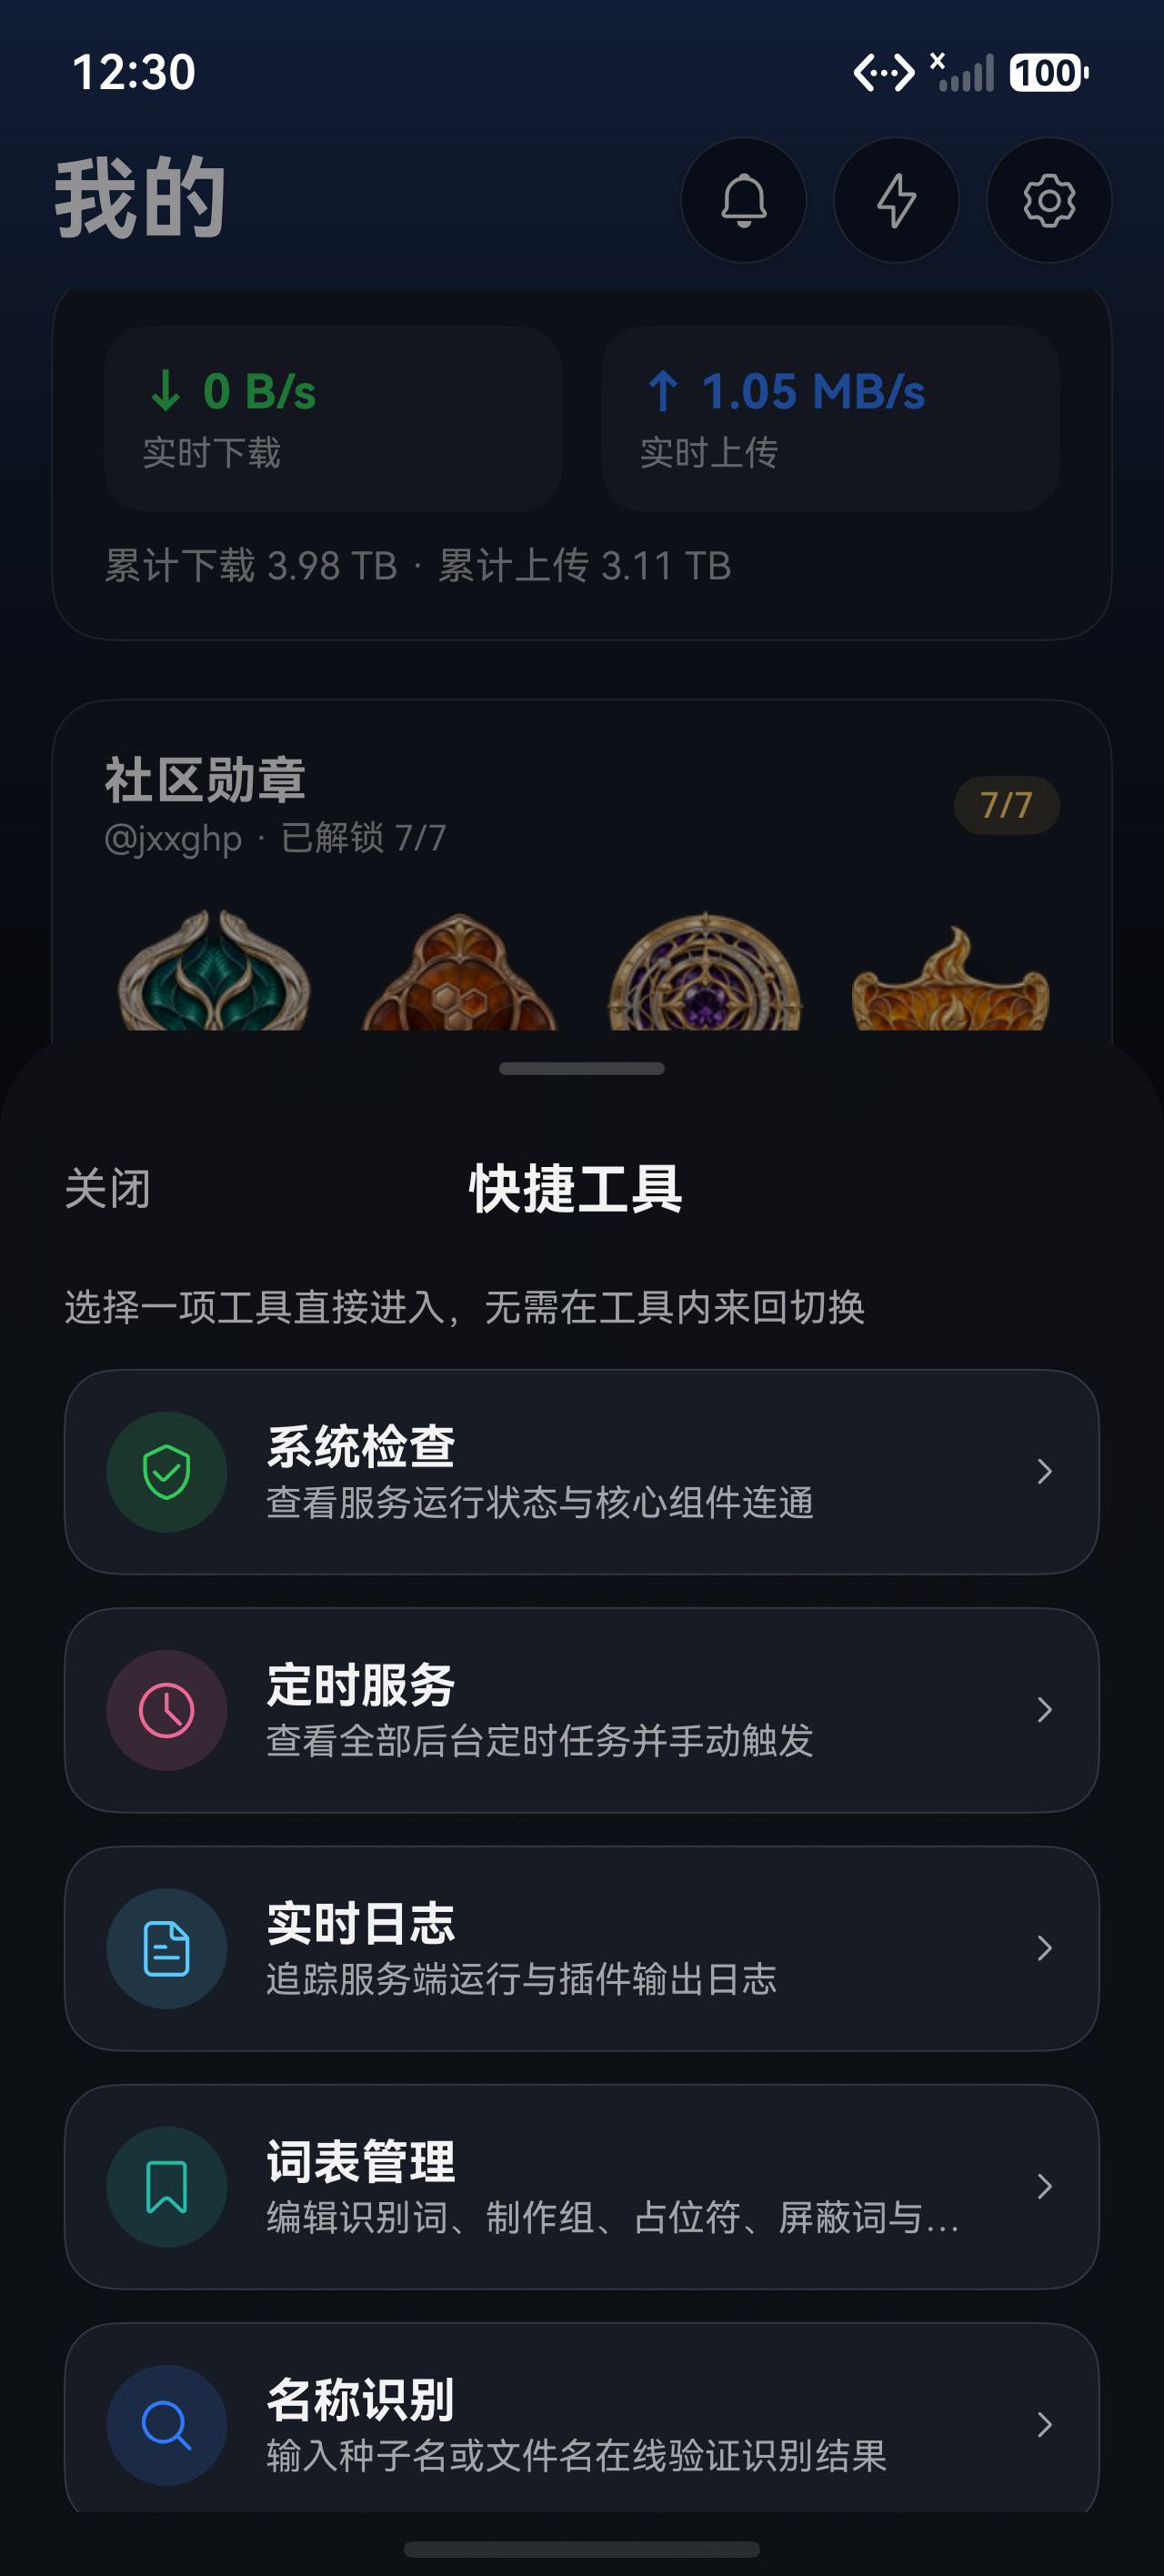 12:30
100
我的
↓ 0 B/s
实时下载
↑ 1.05 MB/s
实时上传
累计下载 3.98 TB · 累计上传 3.11 TB
社区勋章
@jxxghp · 已解锁 7/7
7/7
关闭
快捷工具
选择一项工具直接进入，无需在工具内来回切换
系统检查
查看服务运行状态与核心组件连通
定时服务
查看全部后台定时任务并手动触发
实时日志
追踪服务端运行与插件输出日志
词表管理
编辑识别词、制作组、占位符、屏蔽词与...
名称识别
输入种子名或文件名在线验证识别结果